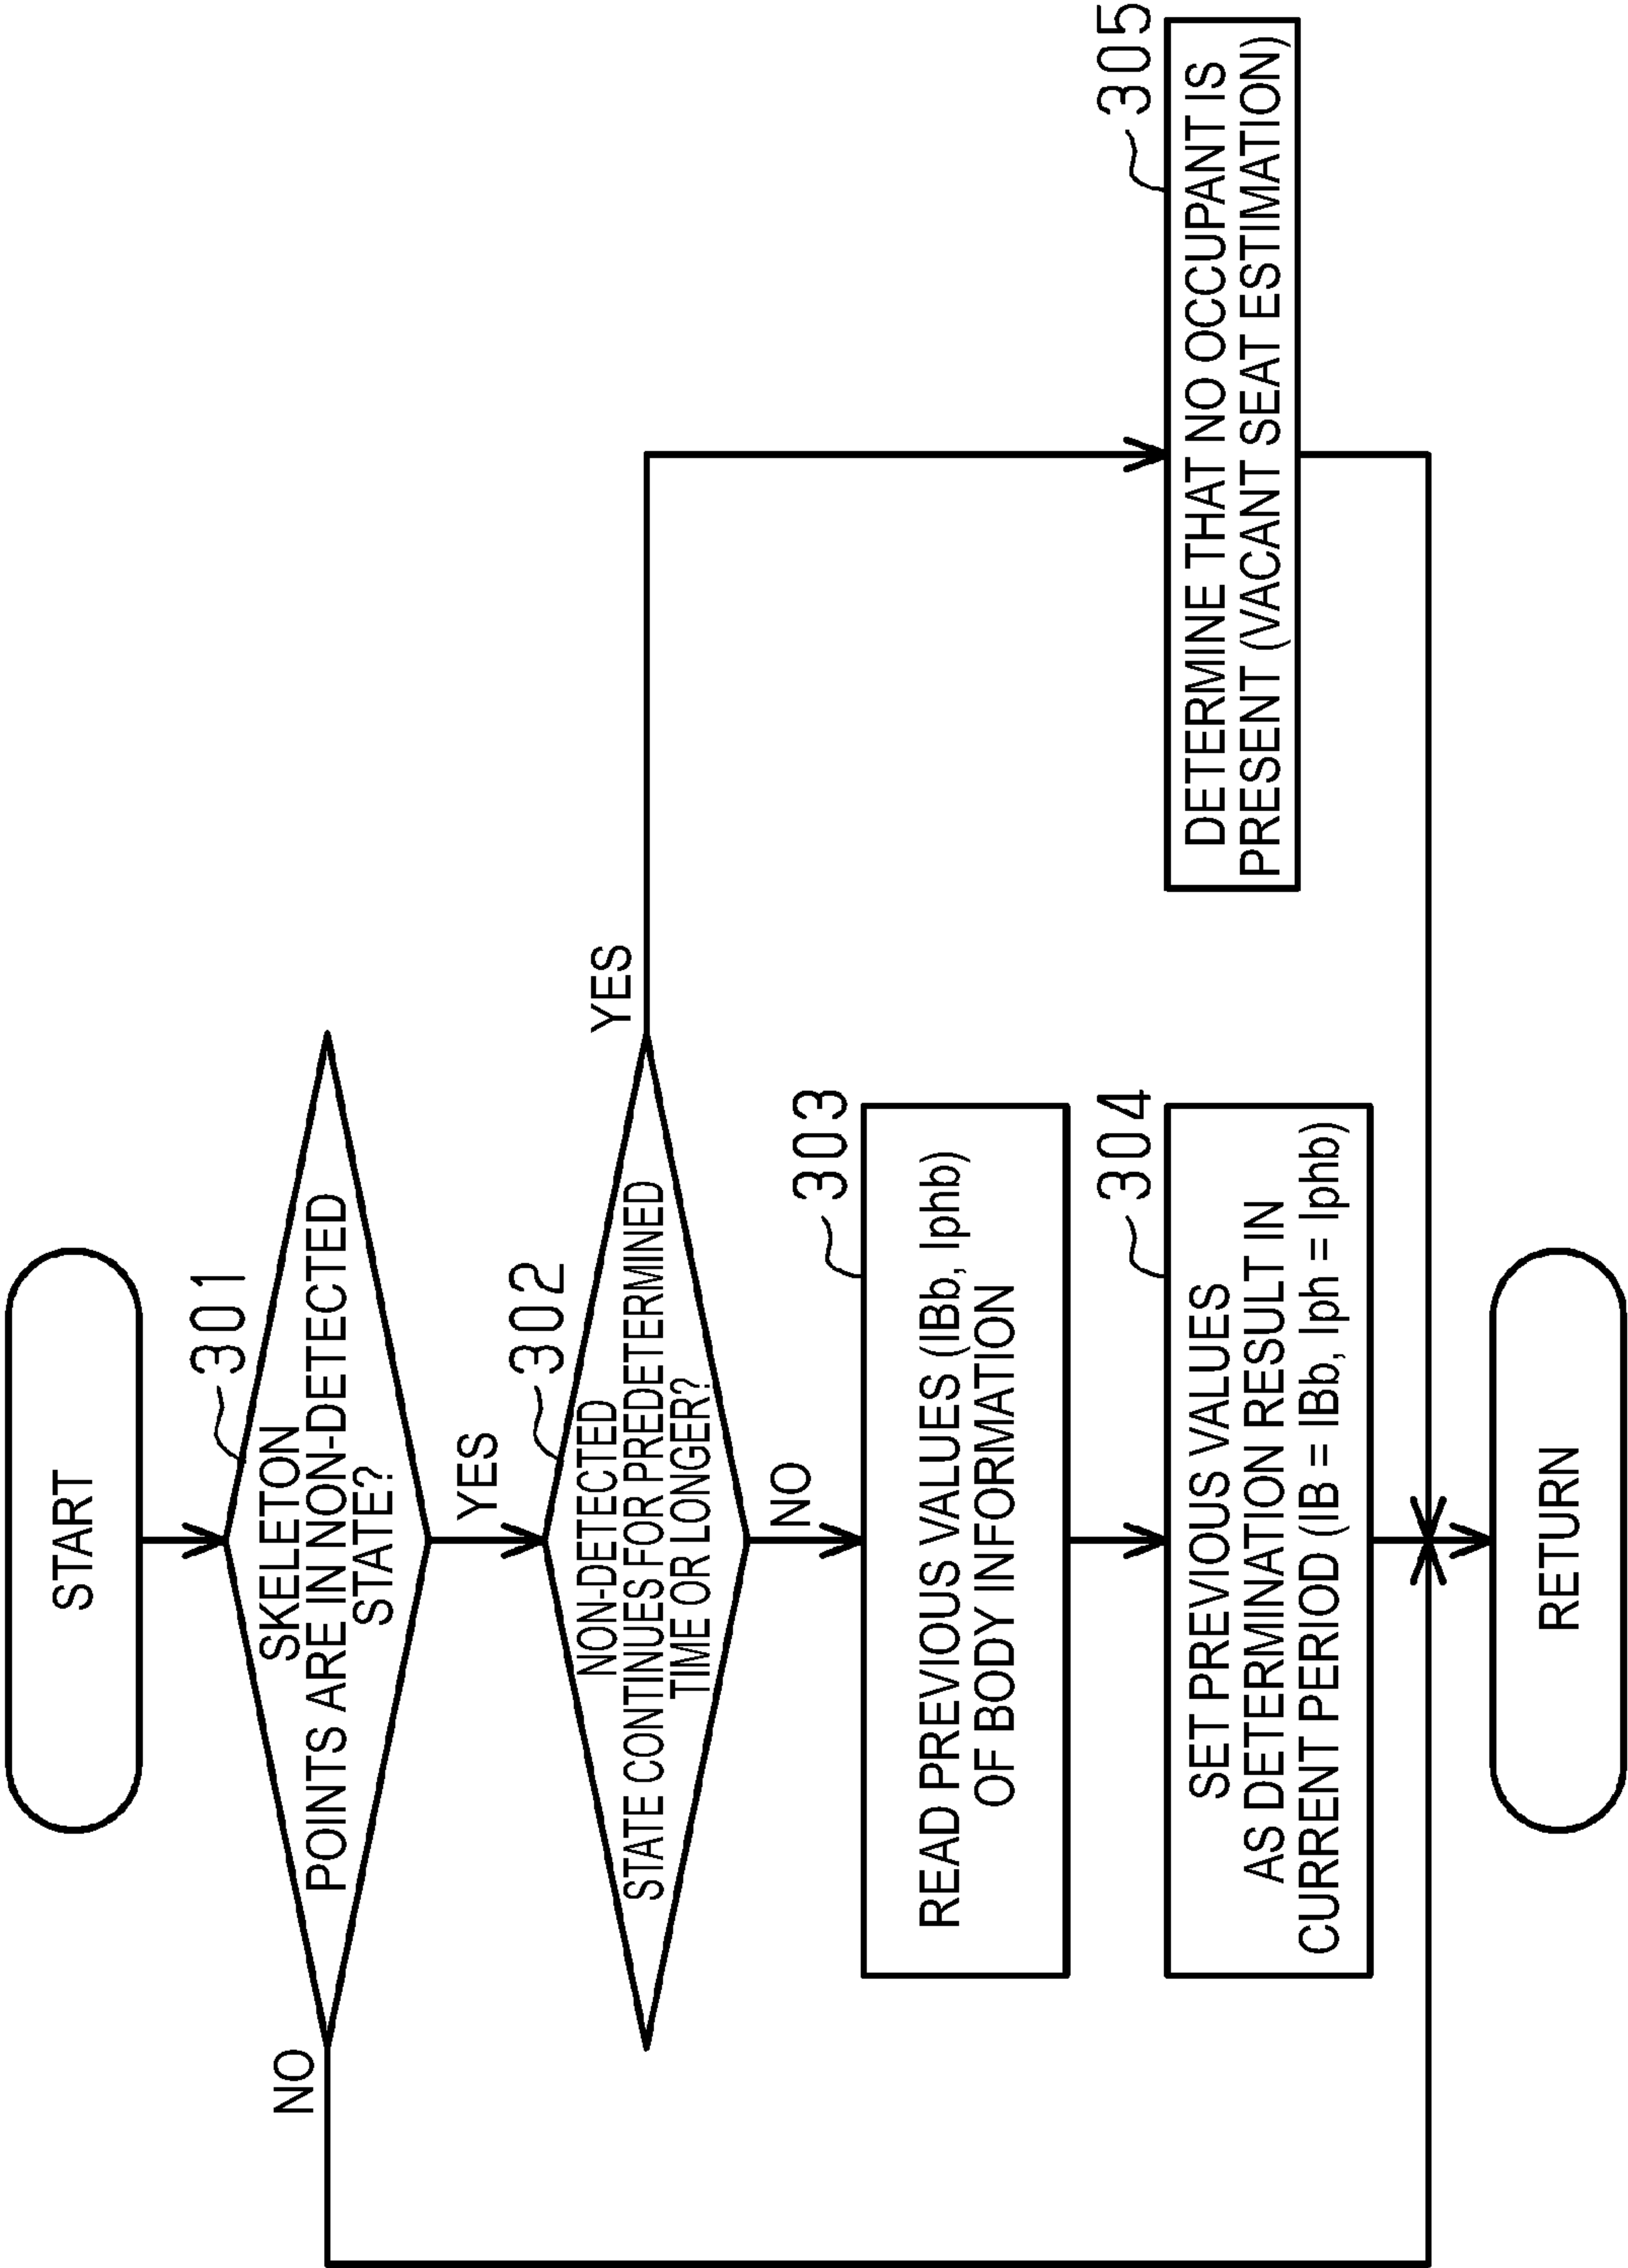 START
301
SKELETON
POINTS ARE IN NON-DETECTED
STATE?
NO
YES
302
NON-DETECTED
STATE CONTINUES FOR PREDETERMINED
TIME OR LONGER?
YES
NO
303
READ PREVIOUS VALUES (IBb, Iphb)
OF BODY INFORMATION
304
SET PREVIOUS VALUES
AS DETERMINATION RESULT IN
CURRENT PERIOD (IB = IBb, Iph = Iphb)
305
DETERMINE THAT NO OCCUPANT IS
PRESENT (VACANT SEAT ESTIMATION)
RETURN